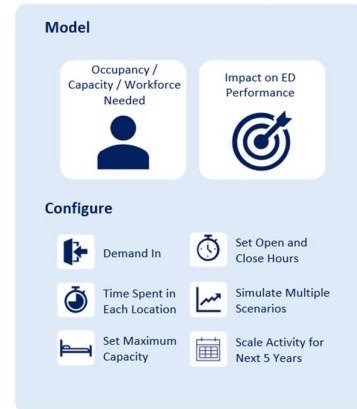 Model
Occupancy /
Capacity / Workforce
Needed
Impact on ED
Performance
Configure
Demand In
Set Open and
Close Hours
Time Spent in
Each Location
Simulate Multiple
Scenarios
Set Maximum
Capacity
Scale Activity for
Next 5 Years